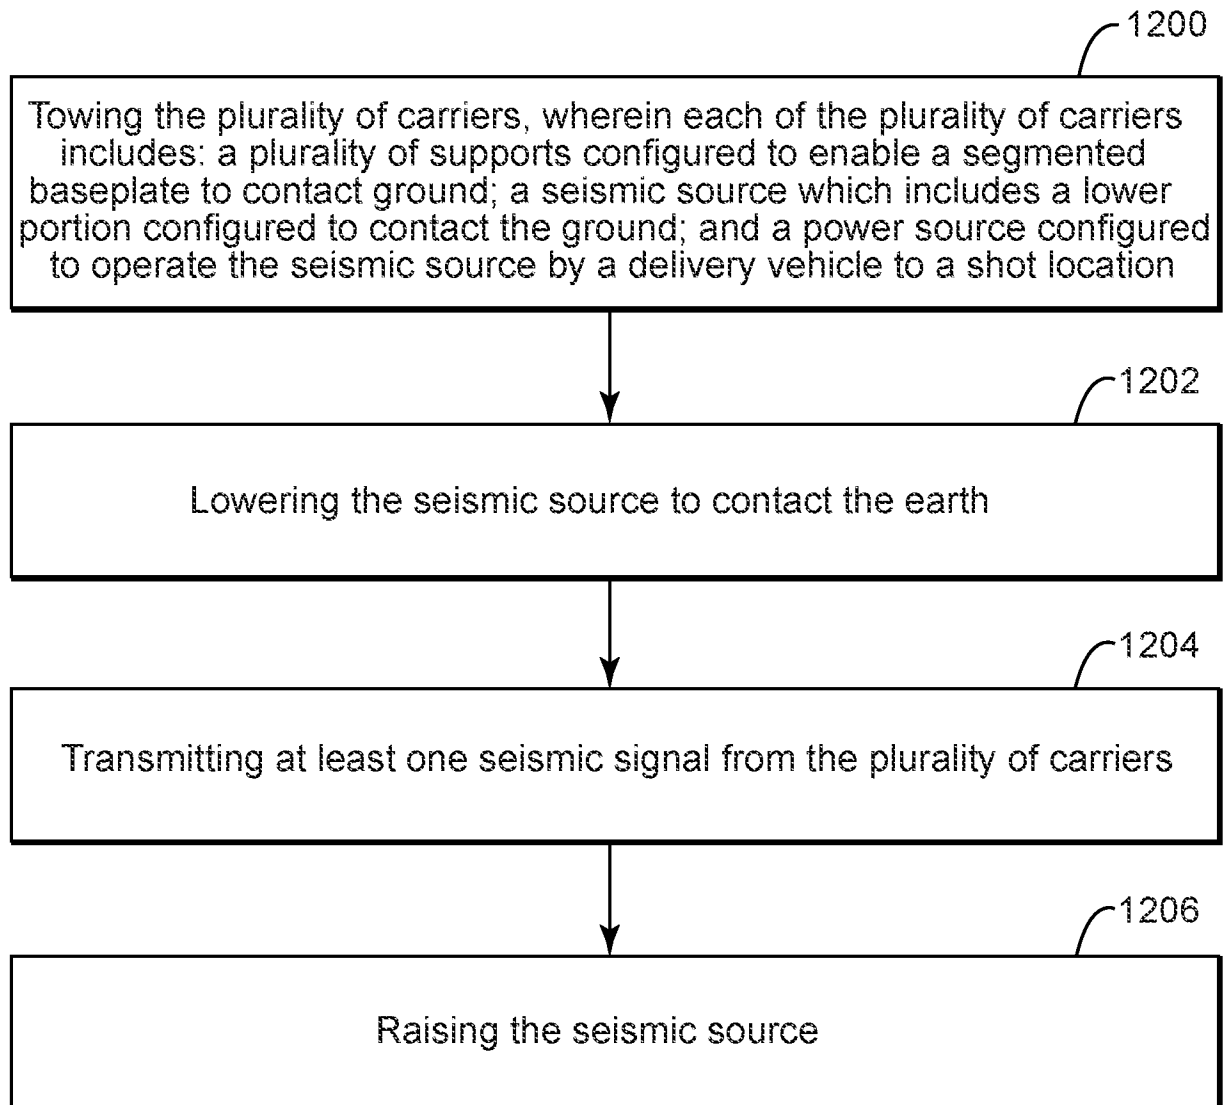 1200
Towing the plurality of carriers, wherein each of the plurality of carriers
includes: a plurality of supports configured to enable a segmented
baseplate to contact ground; a seismic source which includes a lower
portion configured to contact the ground; and a power source configured
to operate the seismic source by a delivery vehicle to a shot location
1202
Lowering the seismic source to contact the earth
1204
Transmitting at least one seismic signal from the plurality of carriers
1206
Raising the seismic source